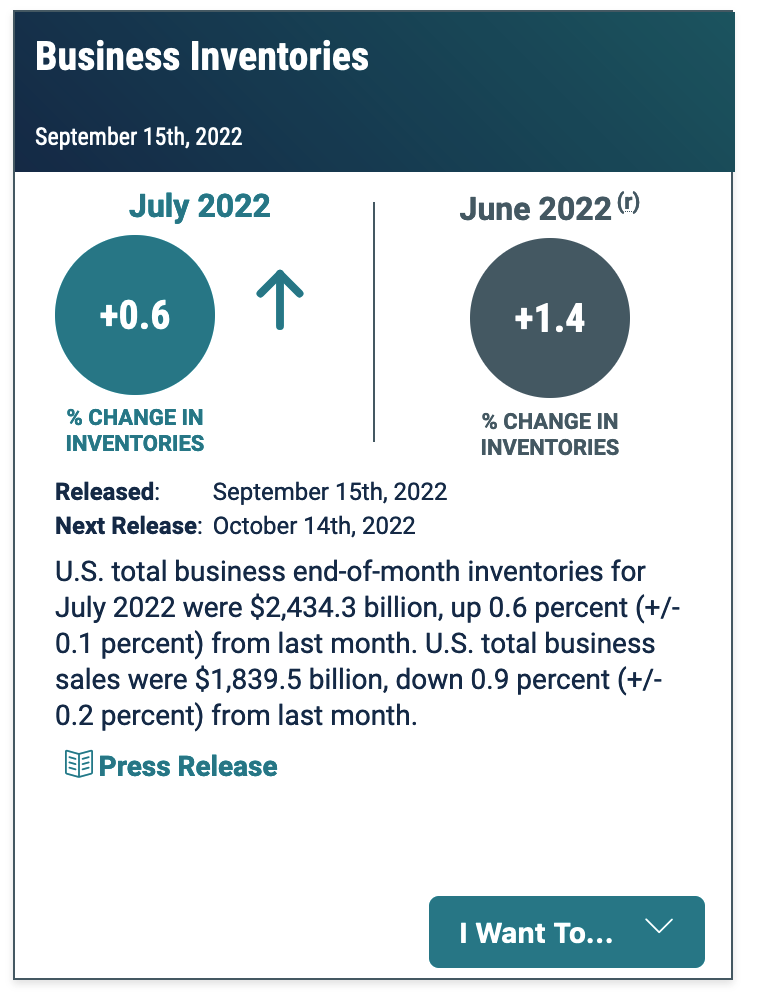 Business Inventories
September 15th, 2022
July 2022
June 2022 (r)
+0.6
+1.4
% CHANGE IN
INVENTORIES
% CHANGE IN
INVENTORIES
Released: September 15th, 2022
Next Release: October 14th, 2022
U.S. total business end-of-month inventories for
July 2022 were $2,434.3 billion, up 0.6 percent (+/-
0.1 percent) from last month. U.S. total business
sales were $1,839.5 billion, down 0.9 percent (+/-
0.2 percent) from last month.
Press Release
I Want To...